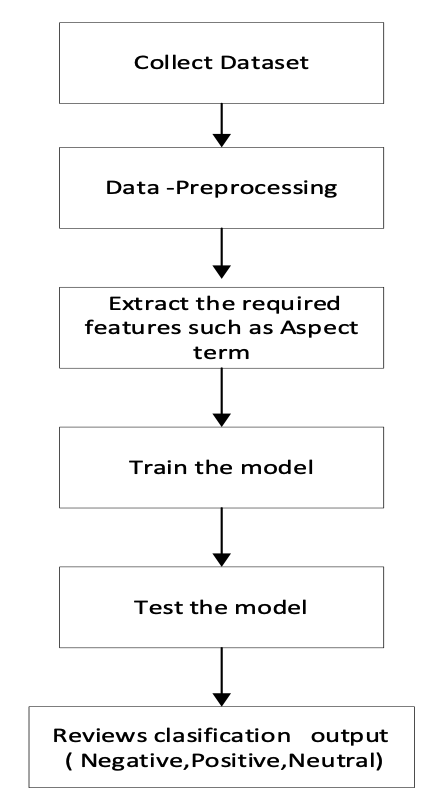 Collect Dataset
Data -Preprocessing
Extract the required
features such as Aspect
term
Train the model
Test the model
Reviews clasification output
( Negative,Positive,Neutral)